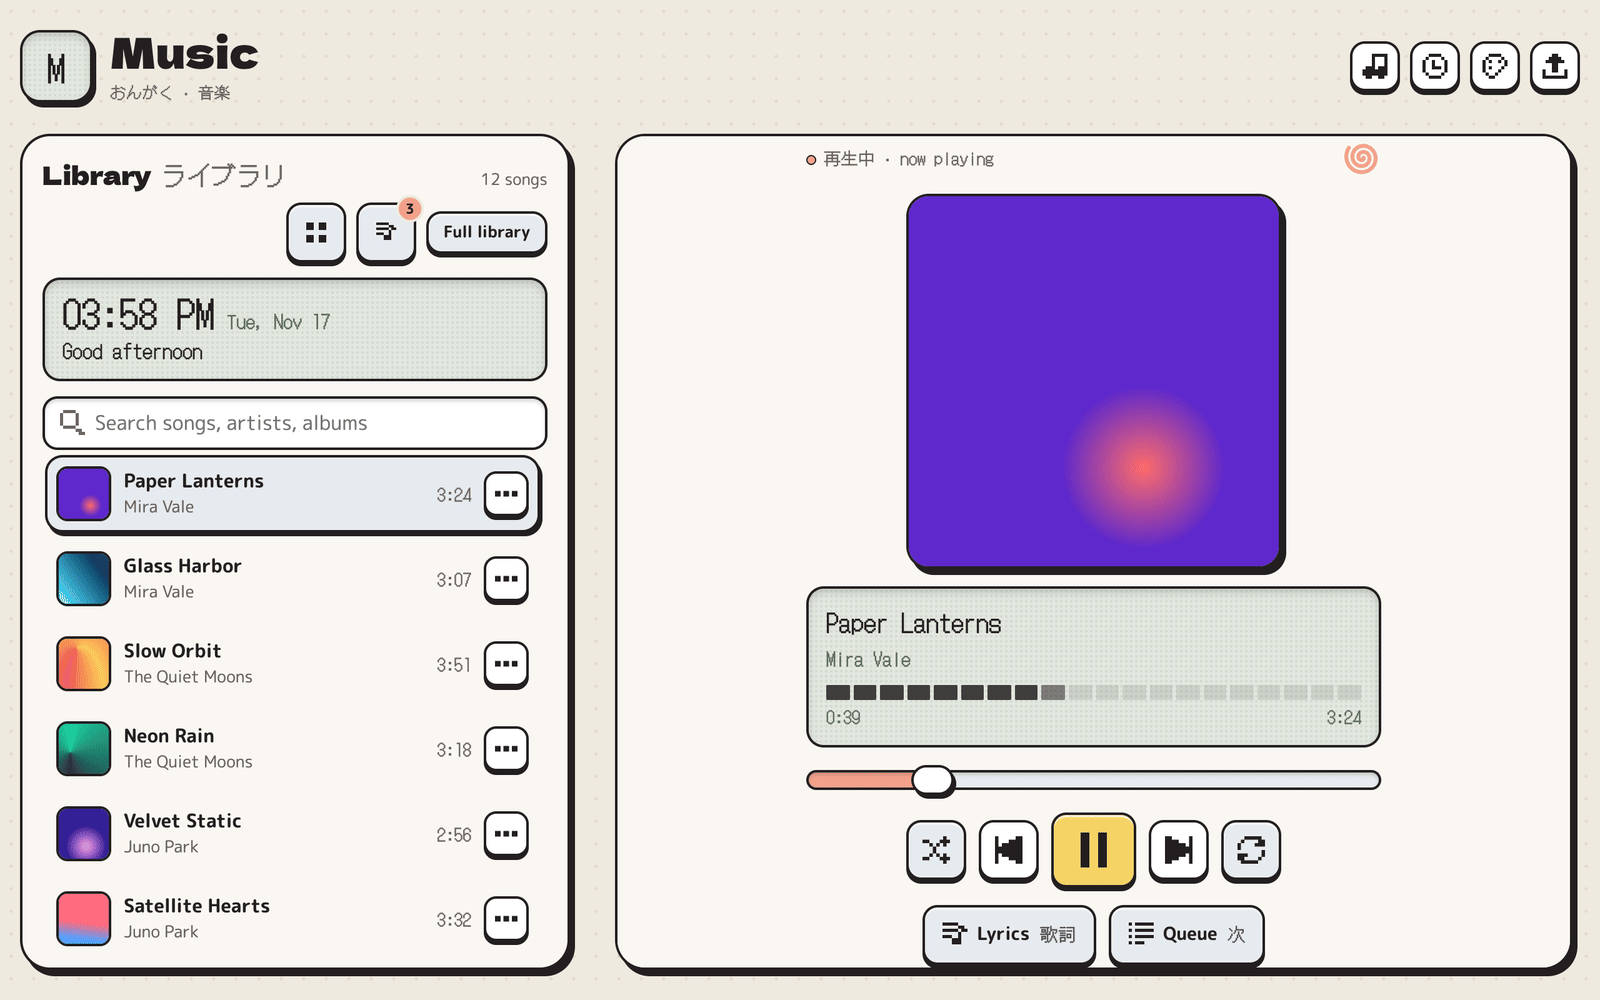 M
Music
おんがく · 音楽
Library ライブラリ
12 songs
3
Full library
03:58 PM Tue, Nov 17
Good afternoon
Search songs, artists, albums
Paper Lanterns
Mira Vale
3:24
Glass Harbor
Mira Vale
3:07
Slow Orbit
The Quiet Moons
3:51
Neon Rain
The Quiet Moons
3:18
Velvet Static
Juno Park
2:56
Satellite Hearts
Juno Park
3:32
再生中 · now playing
Paper Lanterns
Mira Vale
0:39
3:24
Lyrics 歌詞
Queue 次